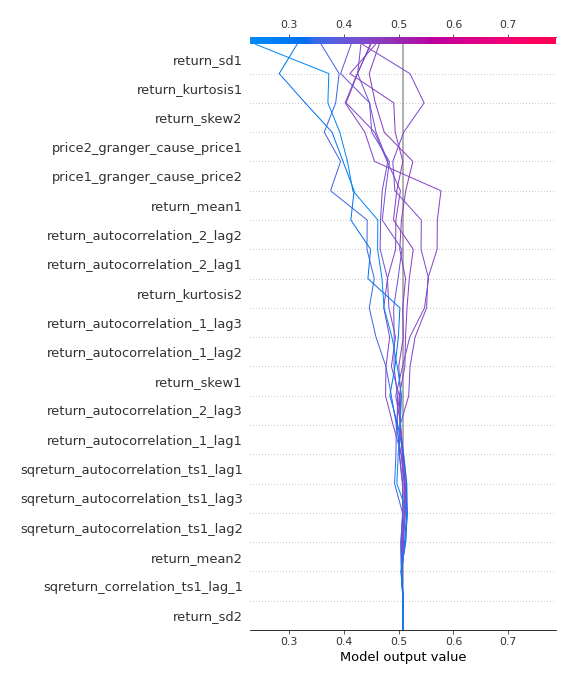 0.3 0.4 0.5 0.6 0.7
return_sd1
return_kurtosis1
return_skew2
price2_granger_cause_price1
price1_granger_cause_price2
return_mean1
return_autocorrelation_2_lag2
return_autocorrelation_2_lag1
return_kurtosis2
return_autocorrelation_1_lag3
return_autocorrelation_1_lag2
return_skew1
return_autocorrelation_2_lag3
return_autocorrelation_1_lag1
sqreturn_autocorrelation_ts1_lag1
sqreturn_autocorrelation_ts1_lag3
sqreturn_autocorrelation_ts1_lag2
return_mean2
sqreturn_correlation_ts1_lag_1
return_sd2
0.3 0.4 0.5 0.6 0.7
Model output value